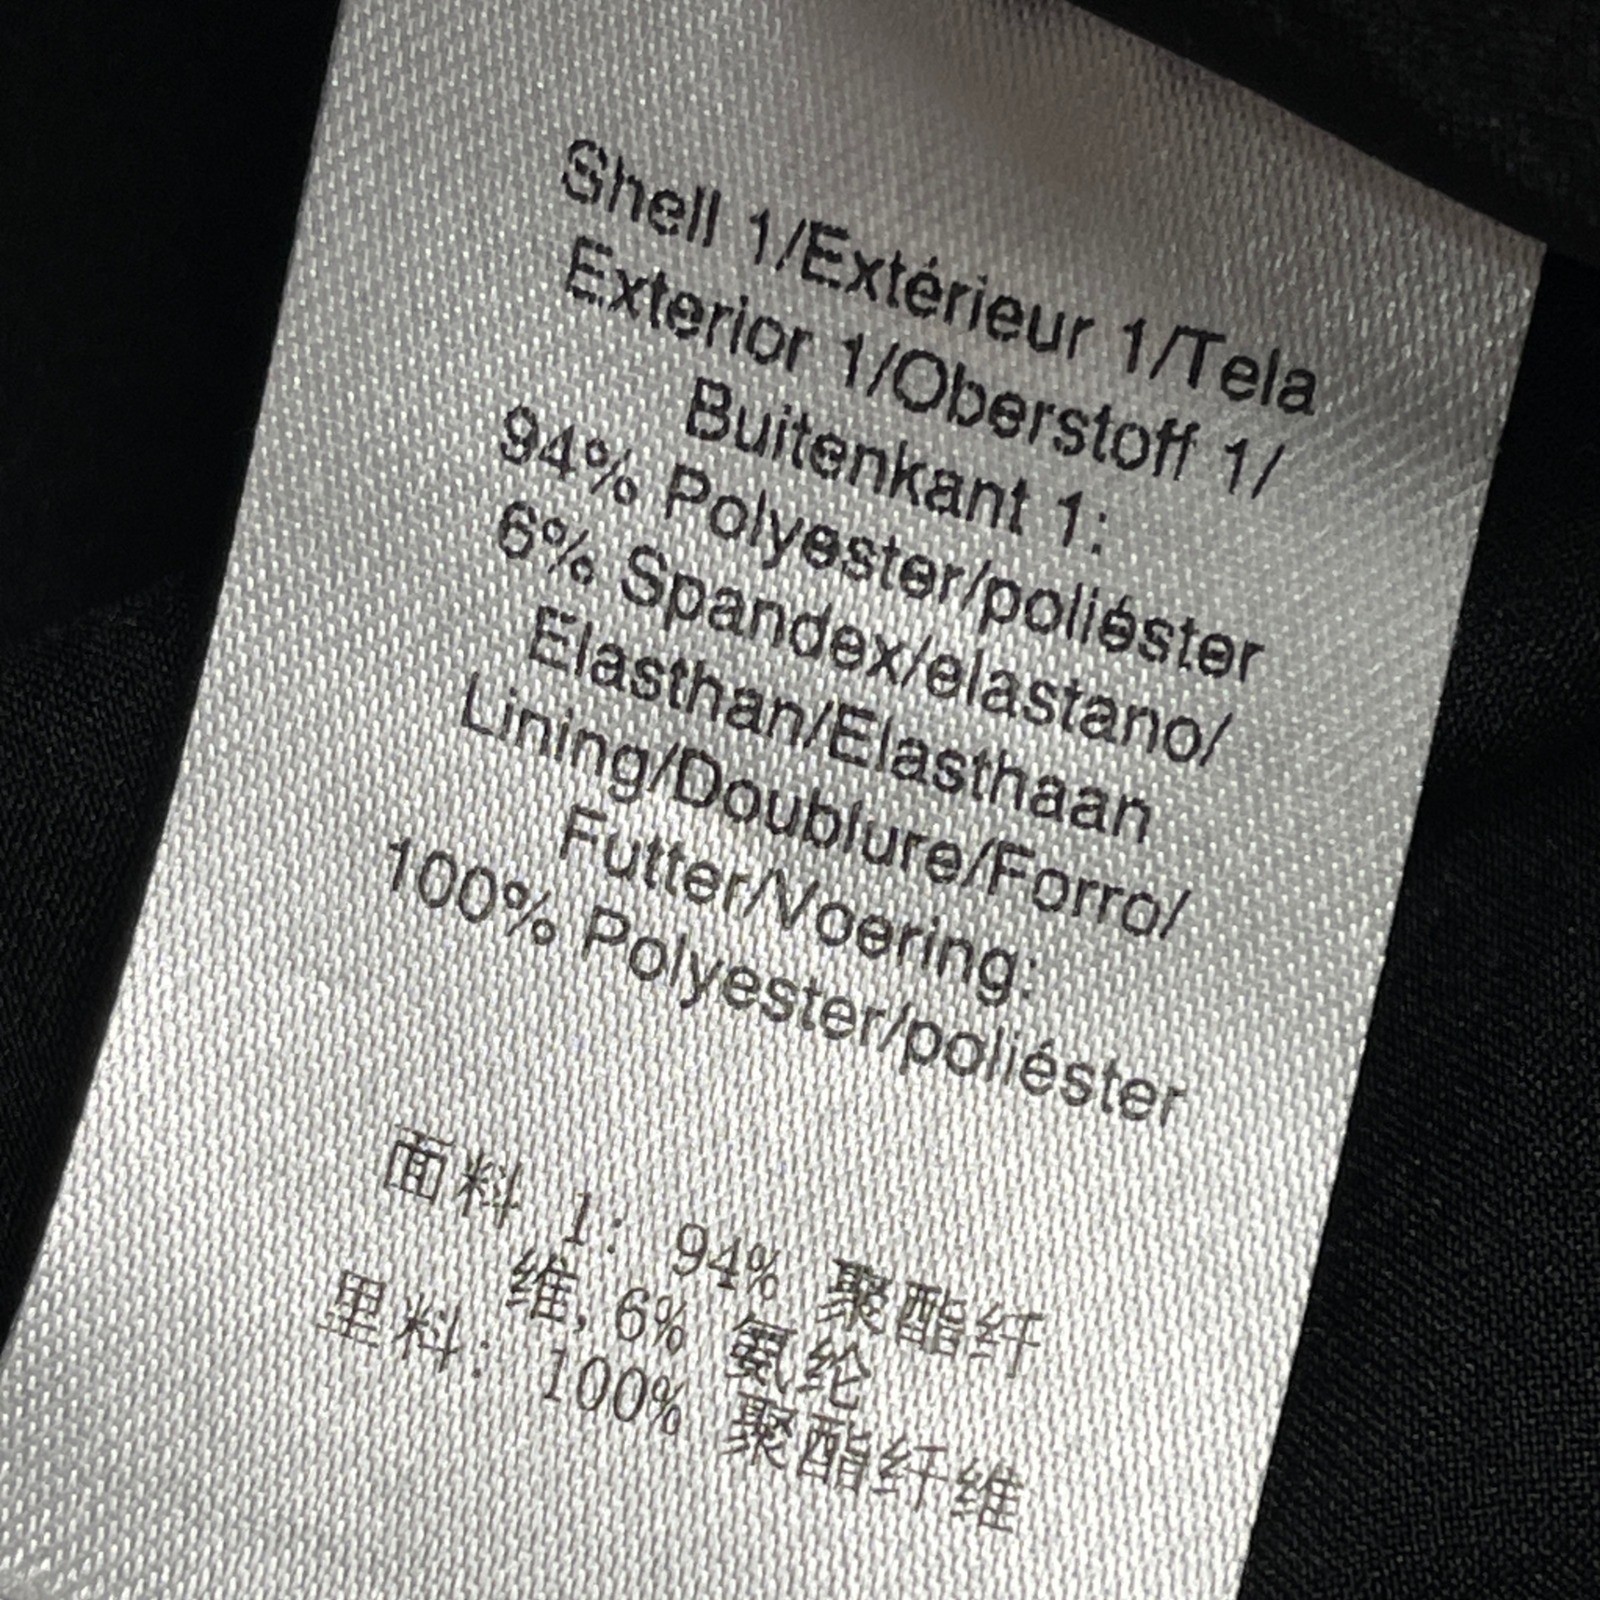 Shell 1/Extérieur 1/Tela
Exterior 1/Oberstoff 1/
Buitenkant 1:
94% Polyester/poliéster
6% Spandex/elastano/
Elasthan/Elasthaan
Lining/Doublure/Forro/
Futter/Voering:
100% Polyester/poliéster
面料 1: 94% 聚酯纤
维, 6% 氨纶
里料: 100% 聚酯纤维